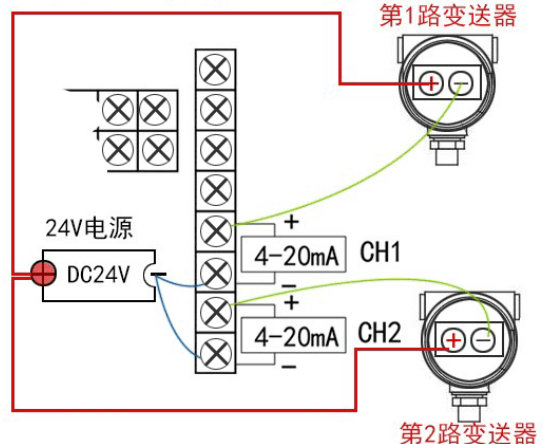 第1路变送器
+ −
24V电源
+ DC24V −
+
4-20mA CH1
−
+
4-20mA CH2
−
+ −
第2路变送器